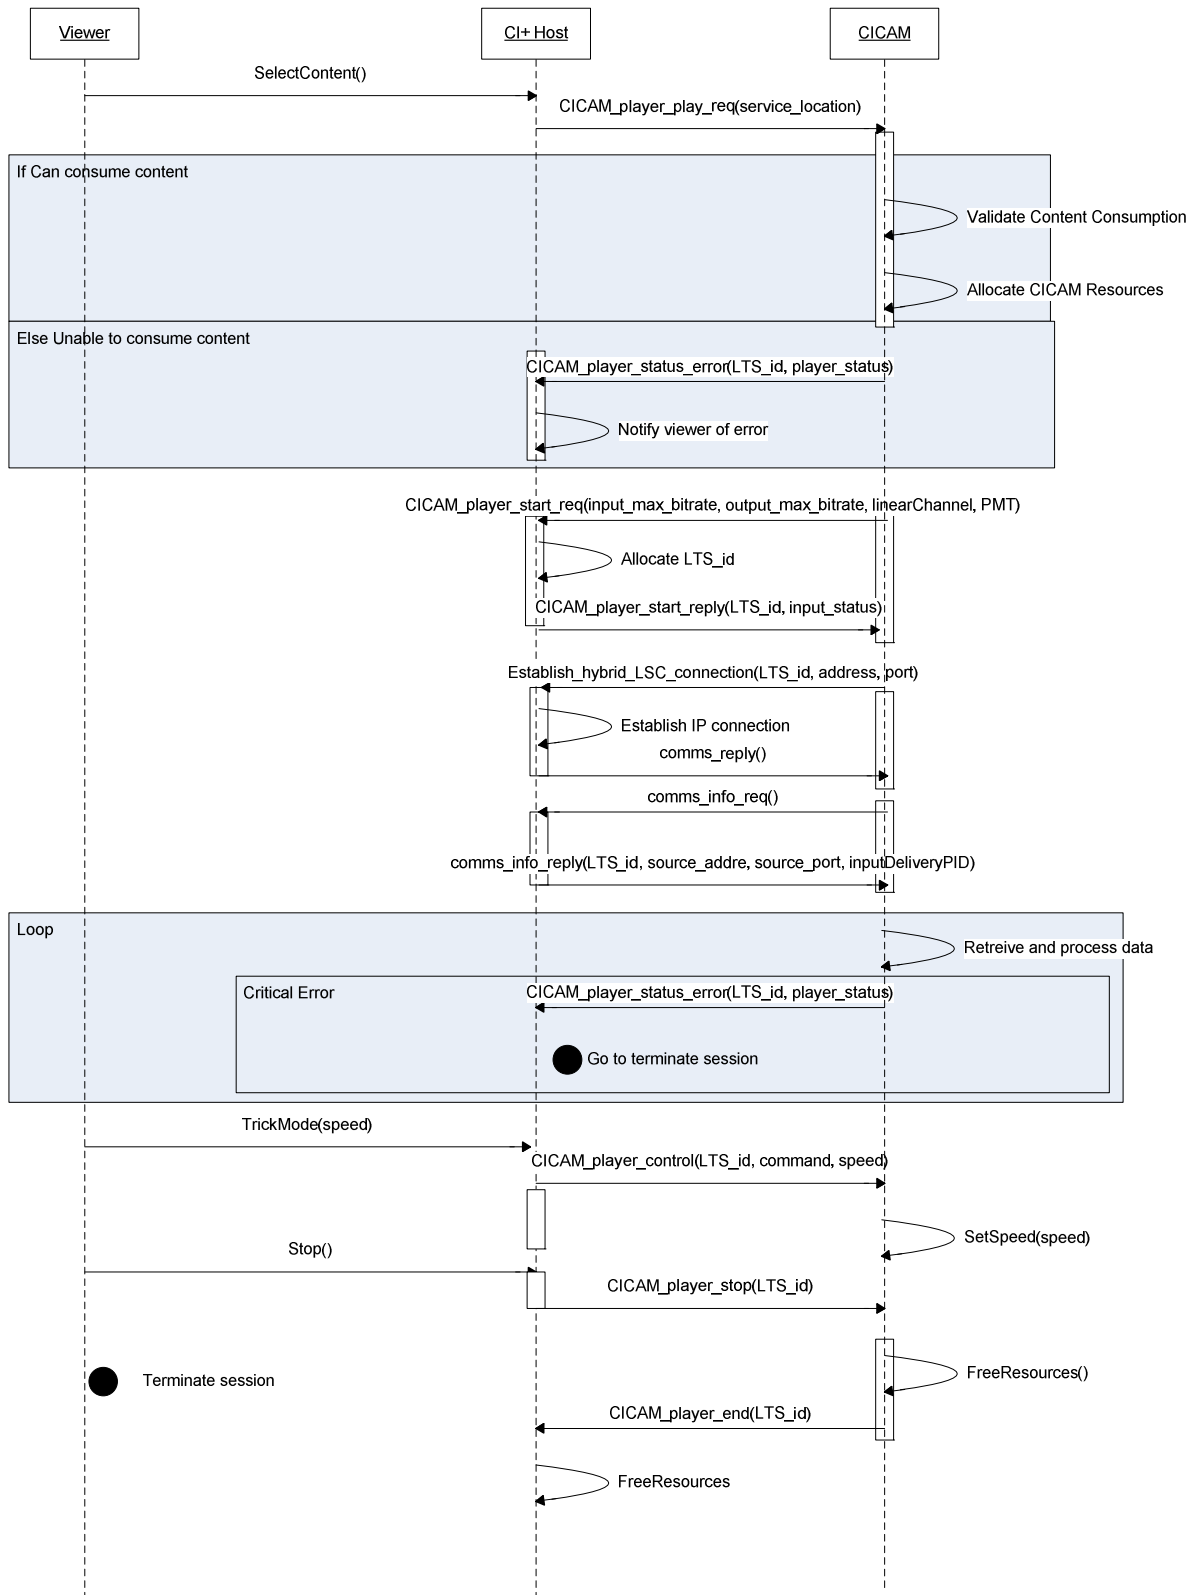 Viewer
CI+ Host
CICAM
SelectContent()
CICAM_player_play_req(service_location)
If Can consume content
Validate Content Consumption
Allocate CICAM Resources
Else Unable to consume content
CICAM_player_status_error(LTS_id, player_status)
Notify viewer of error
CICAM_player_start_req(input_max_bitrate, output_max_bitrate, linearChannel, PMT)
Allocate LTS_id
CICAM_player_start_reply(LTS_id, input_status)
Establish_hybrid_LSC_connection(LTS_id, address, port)
Establish IP connection
comms_reply()
comms_info_req()
comms_info_reply(LTS_id, source_addre, source_port, inputDeliveryPID)
Loop
Retreive and process data
Critical Error
CICAM_player_status_error(LTS_id, player_status)
Go to terminate session
TrickMode(speed)
CICAM_player_control(LTS_id, command, speed)
SetSpeed(speed)
Stop()
CICAM_player_stop(LTS_id)
FreeResources()
Terminate session
CICAM_player_end(LTS_id)
FreeResources